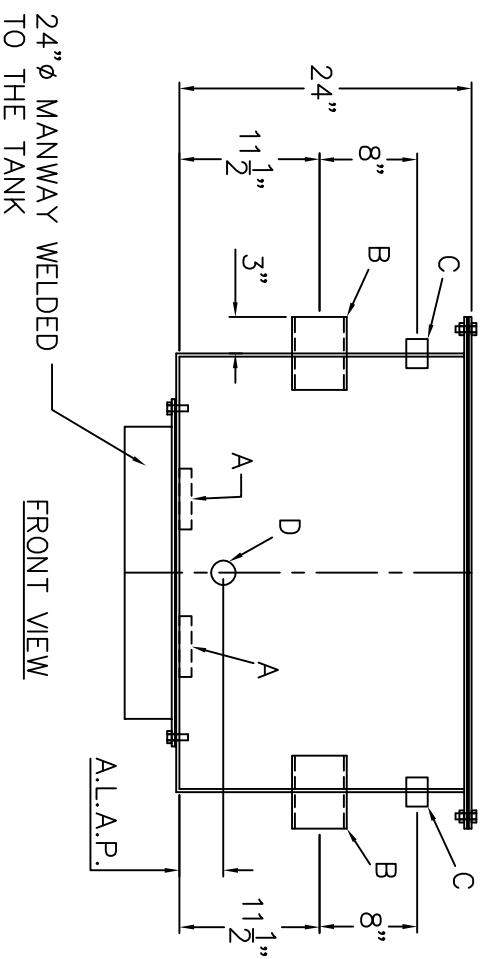 C
C
B
B
8”
8”
24”
D
11 1/2”
3”
A
A
11 1/2”
A.L.A.P.
24”ø MANWAY WELDED
TO THE TANK
FRONT VIEW